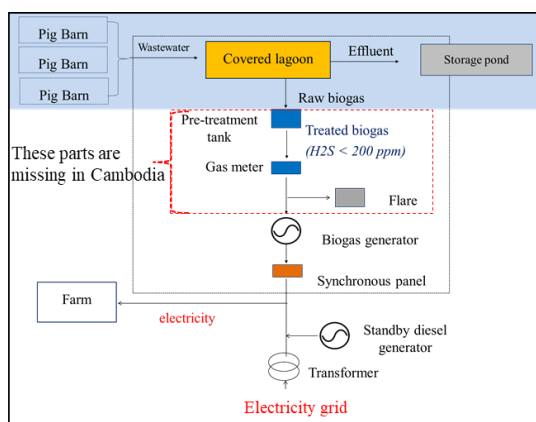 Pig Barn
Pig Barn
Pig Barn
Wastewater
Covered lagoon
Effluent
Storage pond
Raw biogas
Pre-treatment
tank
Treated biogas
(H2S < 200 ppm)
These parts are
missing in Cambodia
Gas meter
Flare
Biogas generator
Synchronous panel
Farm
electricity
Standby diesel
generator
Transformer
Electricity grid